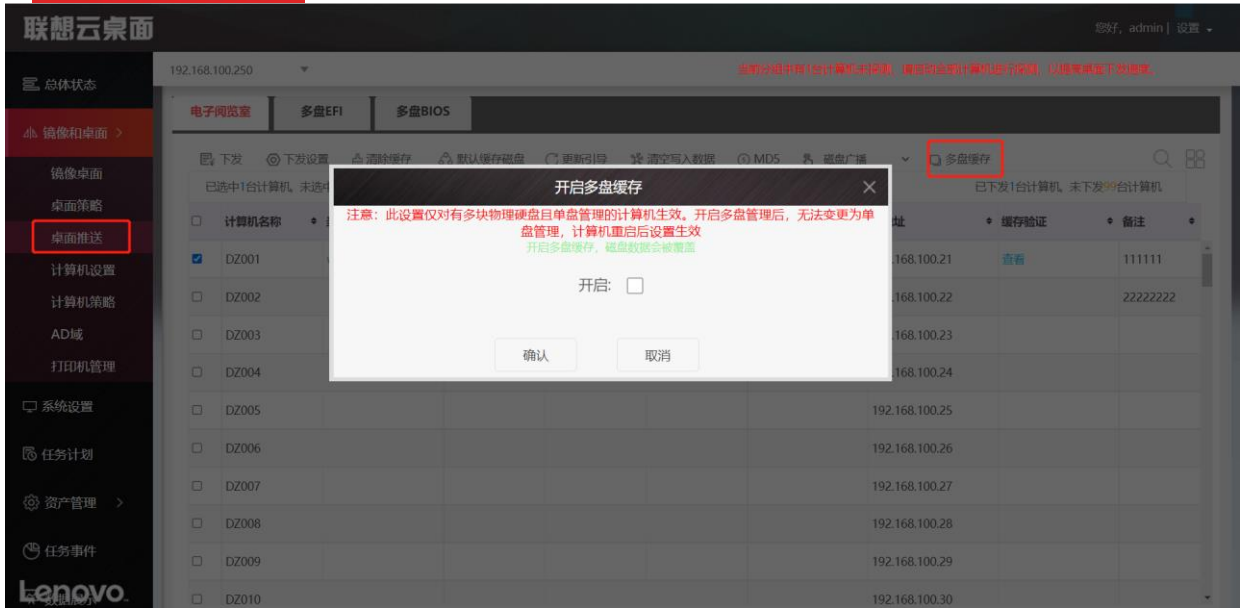 联想云桌面
您好，admin | 设置
192.168.100.250
总体状态
镜像和桌面 >
镜像桌面
桌面策略
桌面推送
计算机设置
计算机策略
AD域
打印机管理
系统设置
任务计划
资产管理 >
任务事件
Lenovo
电子阅览室 多盘EFI 多盘BIOS
下发 下发设置 清除缓存 默认缓存磁盘 更新引导 清空写入数据 MD5 磁盘广播 多盘缓存
已选中1台计算机, 未选中
已下发1台计算机, 未下发99台计算机
开启多盘缓存
注意：此设置仅对有多块物理硬盘且单盘管理的计算机生效。开启多盘管理后，无法变更为单
盘管理，计算机重启后设置生效
开启多盘缓存，磁盘数据会被覆盖
开启:
确认 取消
计算机名称 址 缓存验证 备注
DZ001 .168.100.21 查看 111111
DZ002 .168.100.22 22222222
DZ003 .168.100.23
DZ004 .168.100.24
DZ005 192.168.100.25
DZ006 192.168.100.26
DZ007 192.168.100.27
DZ008 192.168.100.28
DZ009 192.168.100.29
DZ010 192.168.100.30